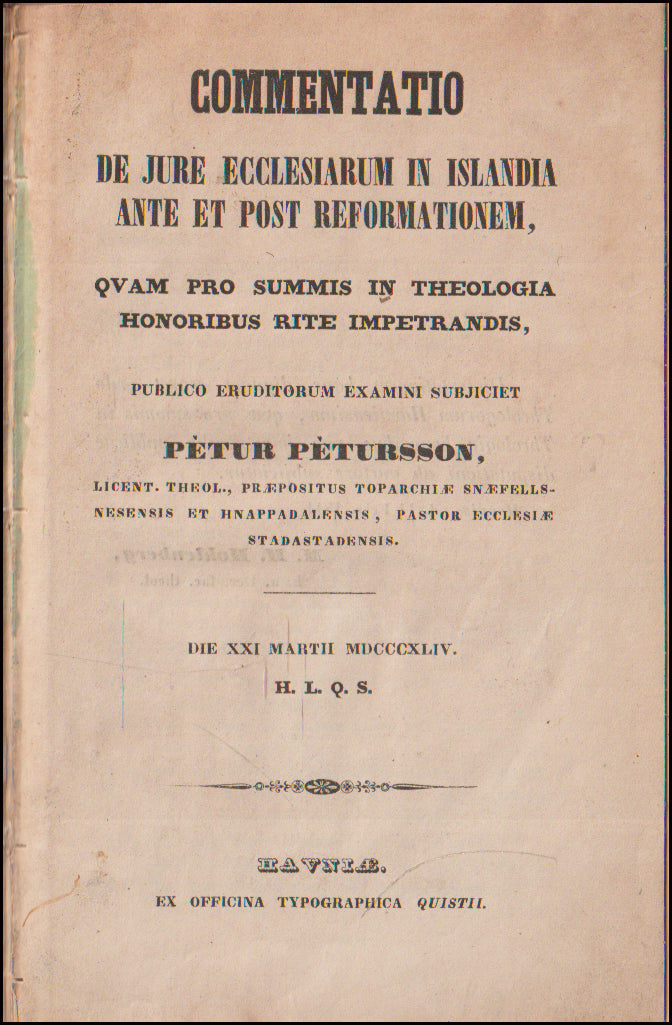 COMMENTATIO
DE JURE ECCLESIARUM IN ISLANDIA
ANTE ET POST REFORMATIONEM,
QVAM PRO SUMMIS IN THEOLOGIA
HONORIBUS RITE IMPETRANDIS,
PUBLICO ERUDITORUM EXAMINI SUBJICIET
PÈTUR PÈTURSSON,
LICENT. THEOL., PRÆPOSITUS TOPARCHIÆ SNÆFELLS-
NESENSIS ET HNAPPADALENSIS, PASTOR ECCLESIÆ
STADASTADENSIS.
DIE XXI MARTII MDCCCXLIV.
H. L. Q. S.
HAVNIÆ.
EX OFFICINA TYPOGRAPHICA QUISTII.